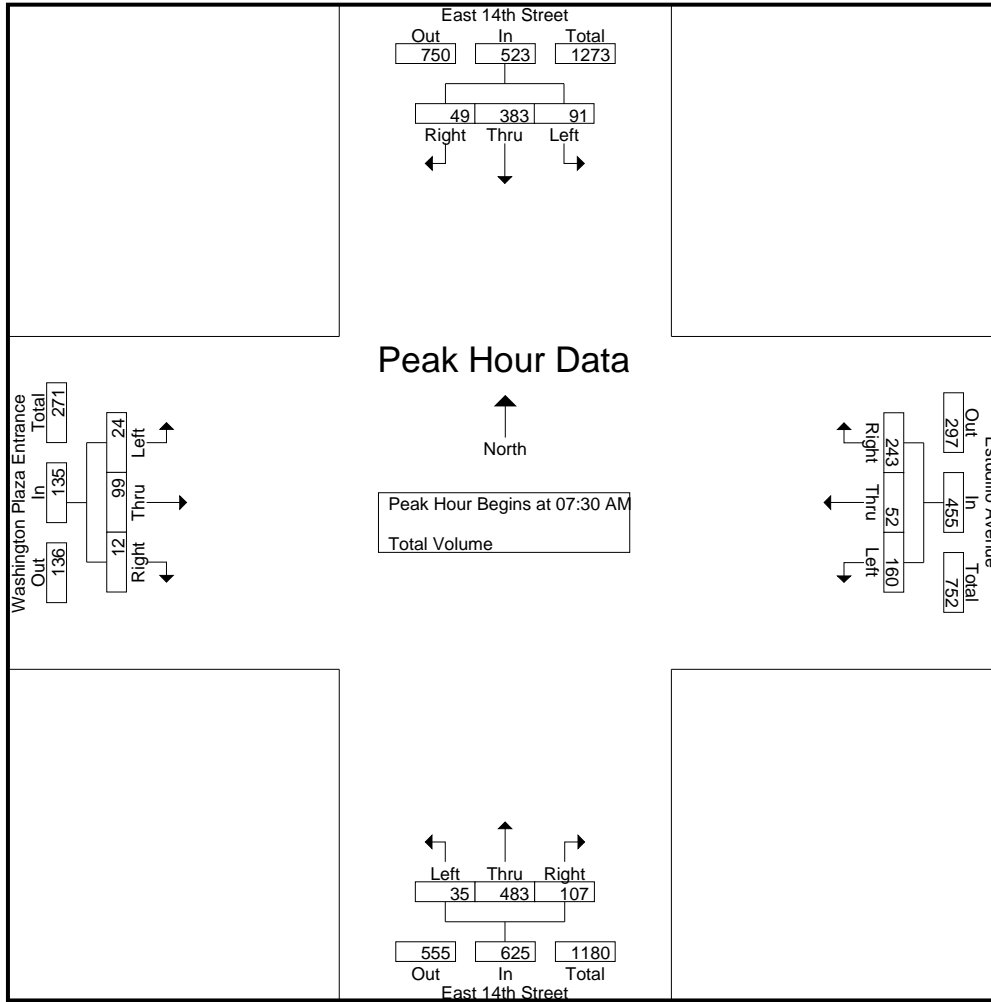 East 14th Street
Out In Total
750 523 1273
49 383 91
Right Thru Left
Peak Hour Data
North
Peak Hour Begins at 07:30 AM
Total Volume
Washington Plaza Entrance
Out In Total
136 135 271
12 99 24
Right Thru Left
Estudillo Avenue
Out In Total
297 455 752
243 52 160
Right Thru Left
Left Thru Right
35 483 107
555 625 1180
Out In Total
East 14th Street